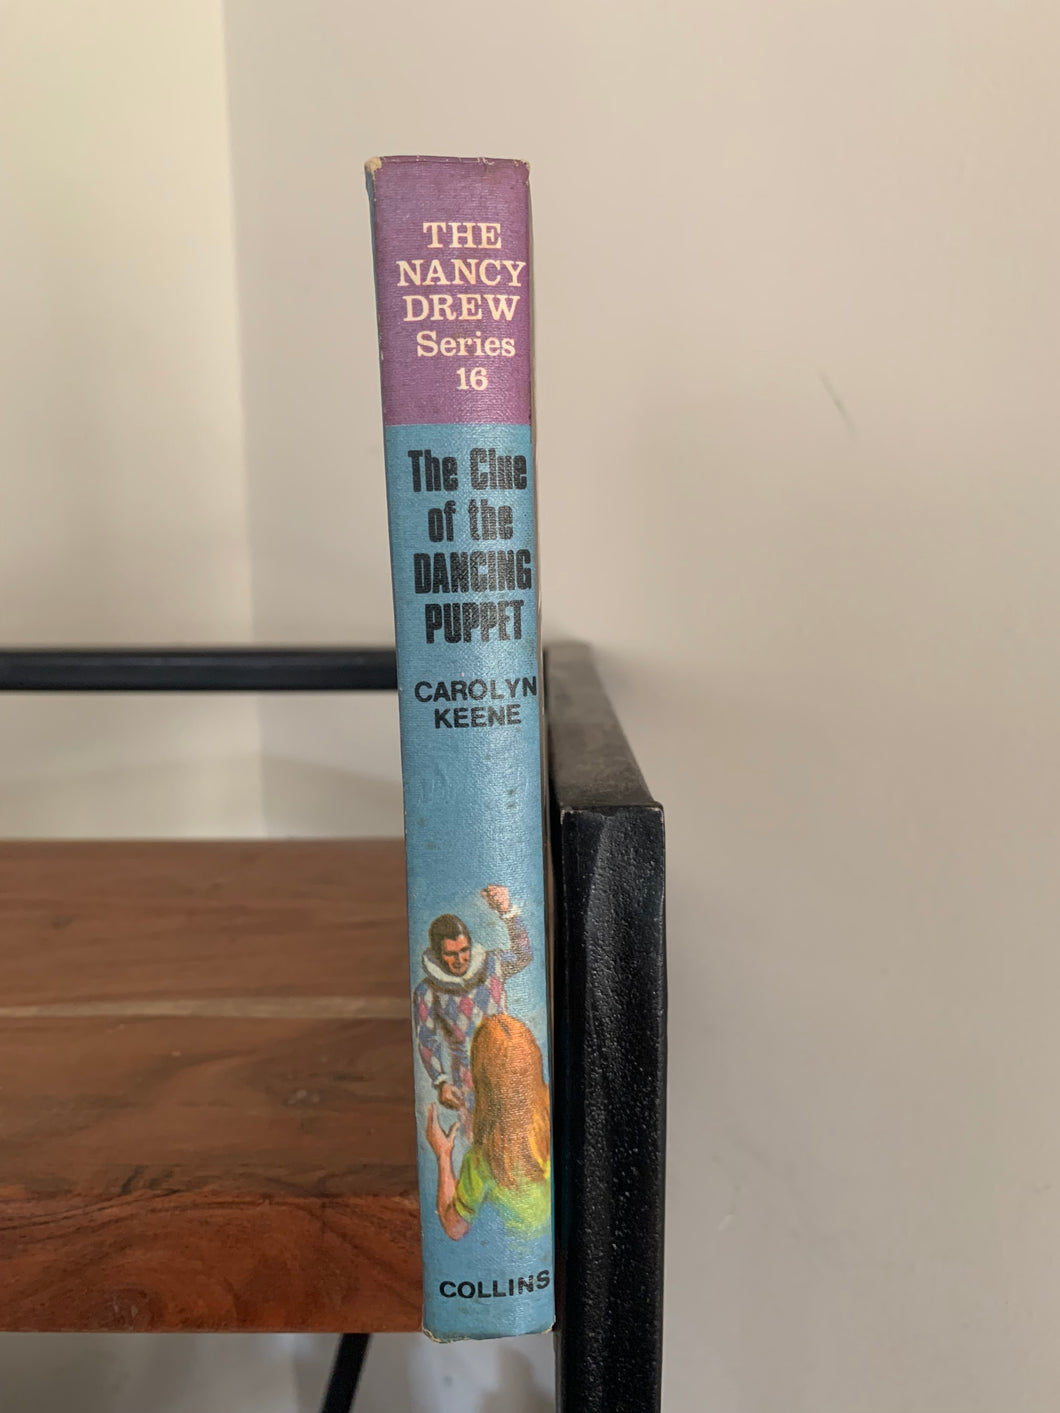 THE
NANCY
DREW
Series
16
The Clue
of the
DANCING
PUPPET
CAROLYN
KEENE
COLLINS